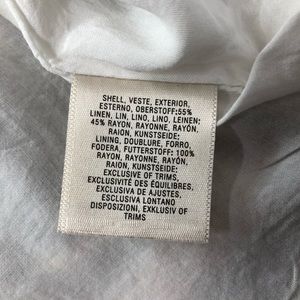 SHELL, VESTE, EXTERIOR,
ESTERNO, OBERSTOFF:55%
LINEN, LIN, LINO, LINO, LEINEN;
45% RAYON, RAYONNE, RAYÓN,
RAION, KUNSTSEIDE;
LINING, DOUBLURE, FORRO,
FODERA, FUTTERSTOFF: 100%
RAYON, RAYONNE, RAYÓN,
RAION, KUNSTSEIDE;
EXCLUSIVE OF TRIMS,
EXCLUSIVITÉ DES ÉQUILIBRES,
EXCLUSIVA DE AJUSTES,
ESCLUSIVA LONTANO
DISPOSIZIONI, EXKLUSIV OF
TRIMS